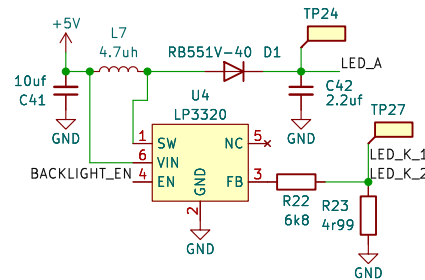 TP24
+5V
L7
4.7uh
RB551V-40 D1
LED_A
10uf
C41
U4
LP3320
C42
2.2uf
GND
GND
TP27
1 SW
NC 5
6 VIN
LED_K_1
BACKLIGHT_EN 4 EN
GND
FB 3
LED_K_2
2
R22
6k8
R23
4r99
GND
GND